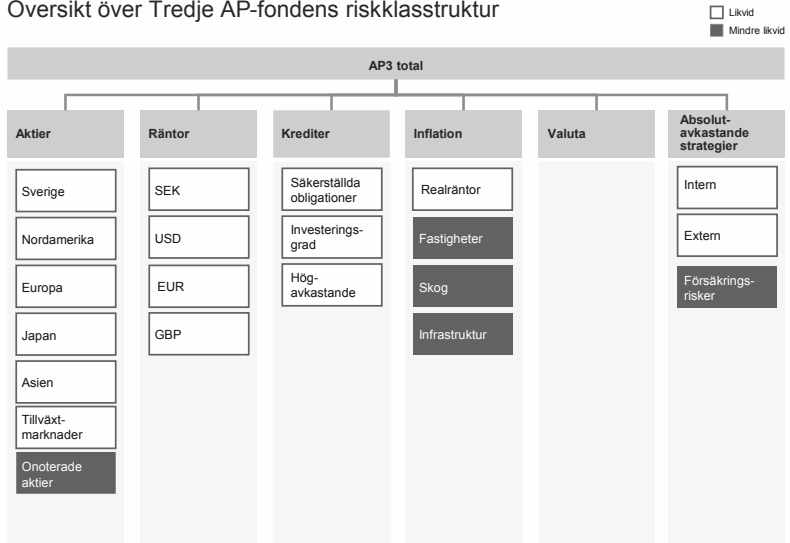 Översikt över Tredje AP-fondens riskklasstruktur
Likvid
Mindre likvid
AP3 total
Aktier
Räntor
Krediter
Inflation
Valuta
Absolut-
avkastande
strategier
Sverige
Nordamerika
Europa
Japan
Asien
Tillväxt-
marknader
Onoterade
aktier
SEK
USD
EUR
GBP
Säkerställda
obligationer
Investerings-
grad
Hög-
avkastande
Realräntor
Fastigheter
Skog
Infrastruktur
Intern
Extern
Försäkrings-
risker